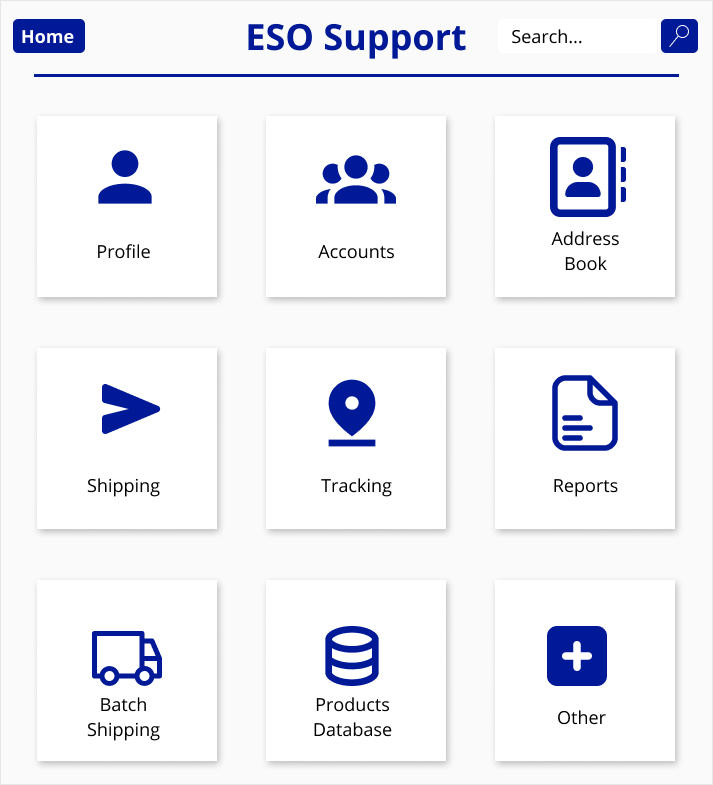 Home
ESO Support
Search...
Profile
Accounts
Address
Book
Shipping
Tracking
Reports
Batch
Shipping
Products
Database
Other